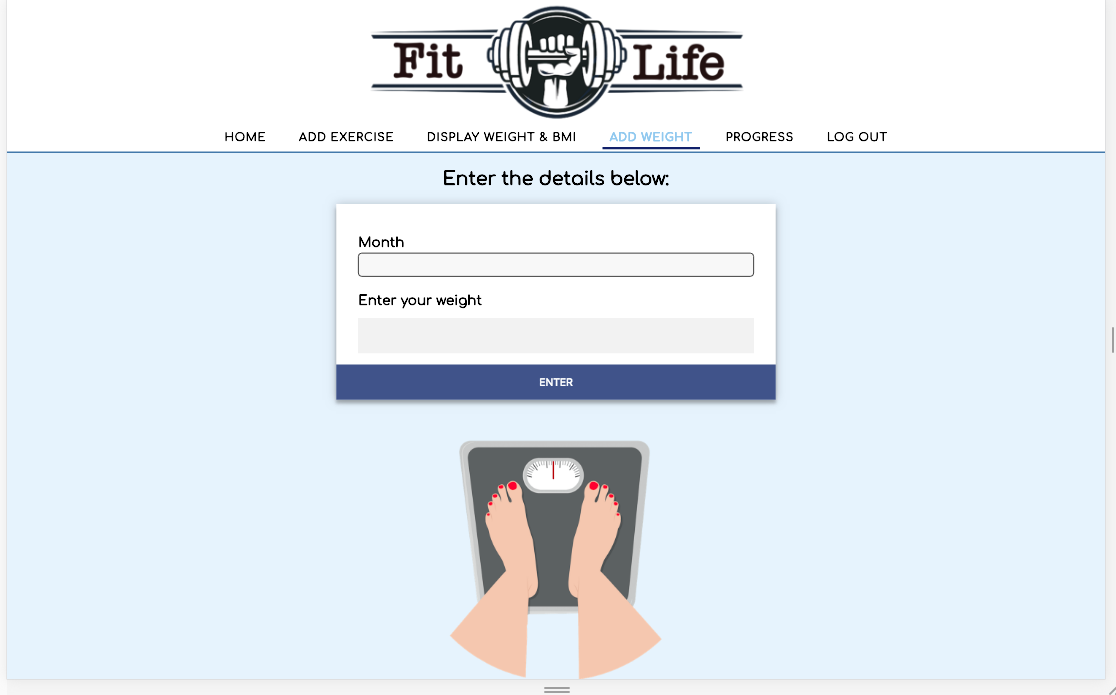 Fit Life
HOME ADD EXERCISE DISPLAY WEIGHT & BMI ADD WEIGHT PROGRESS LOG OUT
Enter the details below:
Month
Enter your weight
ENTER